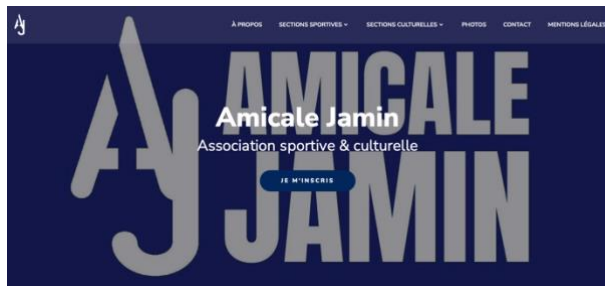 AJ
À PROPOS SECTIONS SPORTIVES SECTIONS CULTURELLES PHOTOS CONTACT MENTIONS LÉGALES
AJ AMICALE
JAMIN
Amicale Jamin
Association sportive & culturelle
JE M'INSCRIS